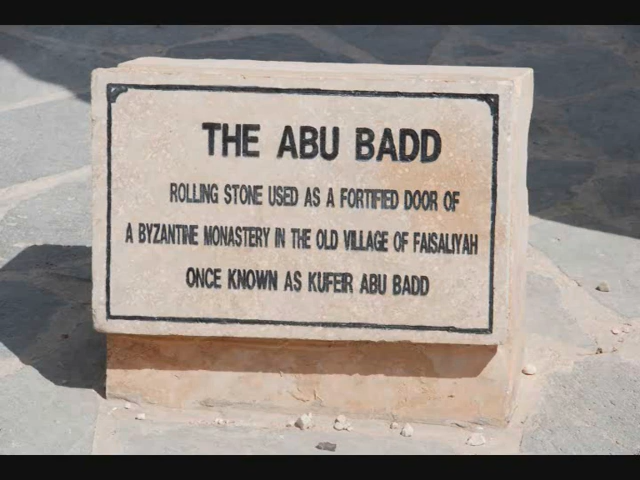 THE ABU BADD
ROLLING STONE USED AS A FORTIFIED DOOR OF
A BYZANTINE MONASTERY IN THE OLD VILLAGE OF FAISALIYAH
ONCE KNOWN AS KUFEIR ABU BADD